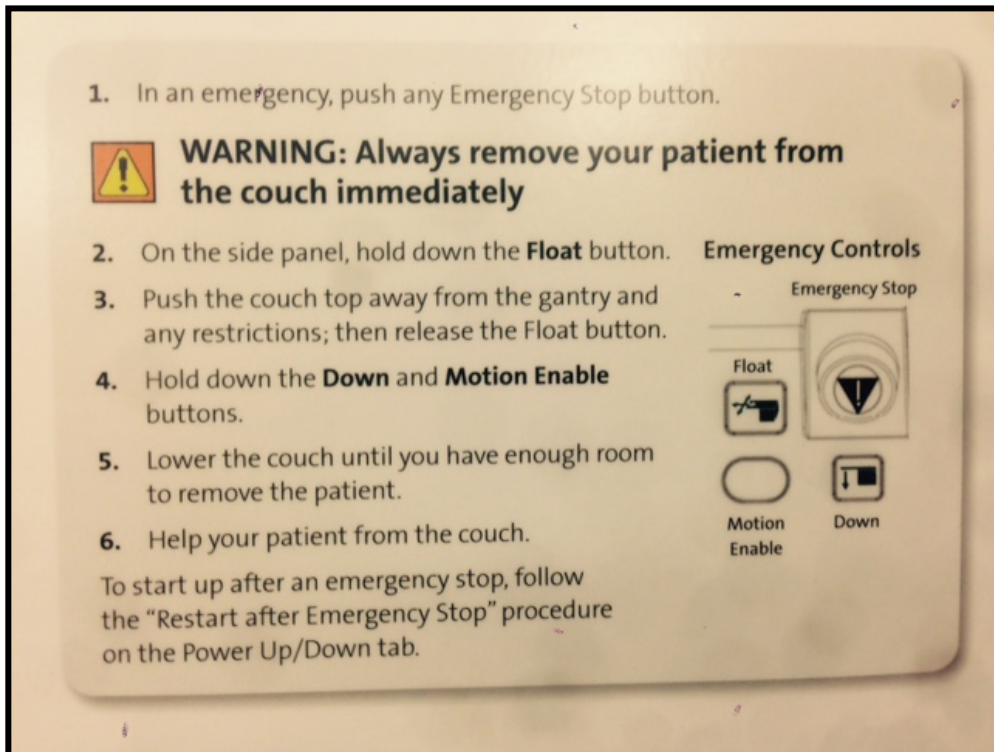 1. In an emergency, push any Emergency Stop button.
WARNING: Always remove your patient from
the couch immediately
2. On the side panel, hold down the Float button.
3. Push the couch top away from the gantry and
any restrictions; then release the Float button.
4. Hold down the Down and Motion Enable
buttons.
5. Lower the couch until you have enough room
to remove the patient.
6. Help your patient from the couch.
To start up after an emergency stop, follow
the “Restart after Emergency Stop” procedure
on the Power Up/Down tab.
Emergency Controls
Emergency Stop
Float
Motion
Enable
Down